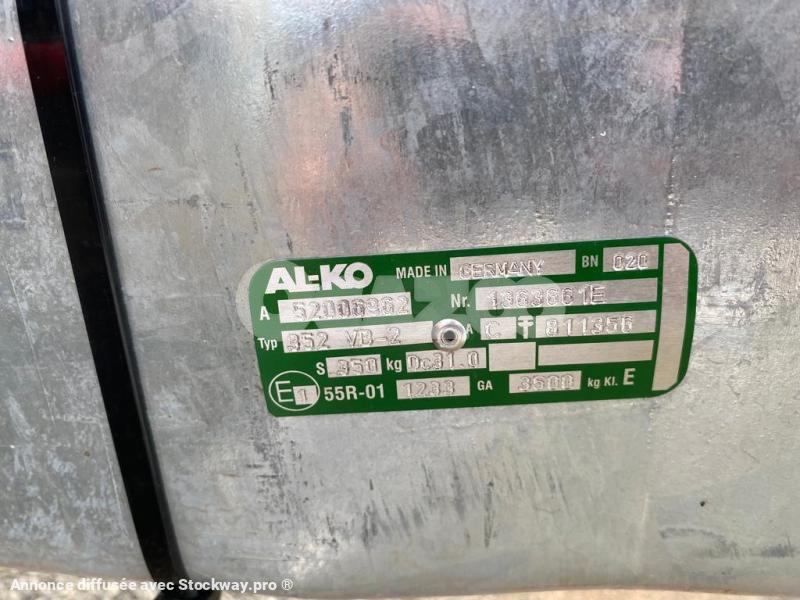 AL-KO MADE IN GERMANY BN 020
A 52006962 Nr. 1363661E
Typ 352 VB-2 A C 811356
S 350 kg Dc31.0
E1 55R-01 1233 GA 3500 kg Kl. E
Annonce diffusée avec Stockway.pro ®